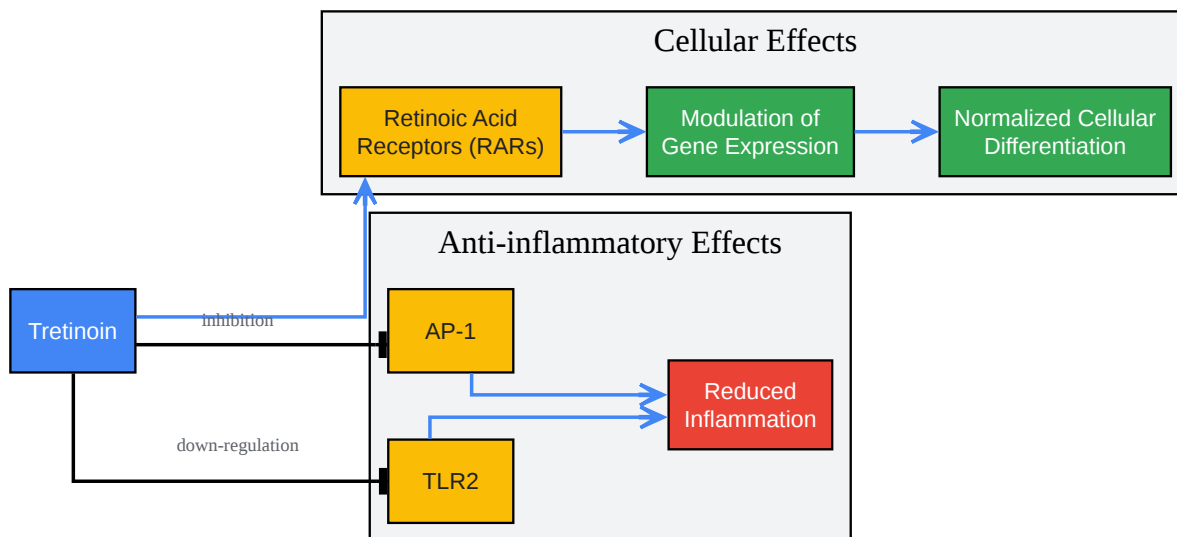 Cellular Effects
Retinoic Acid
Receptors (RARs)
Modulation of
Gene Expression
Normalized Cellular
Differentiation
Anti-inflammatory Effects
Tretinoin
inhibition
AP-1
Reduced
Inflammation
down-regulation
TLR2